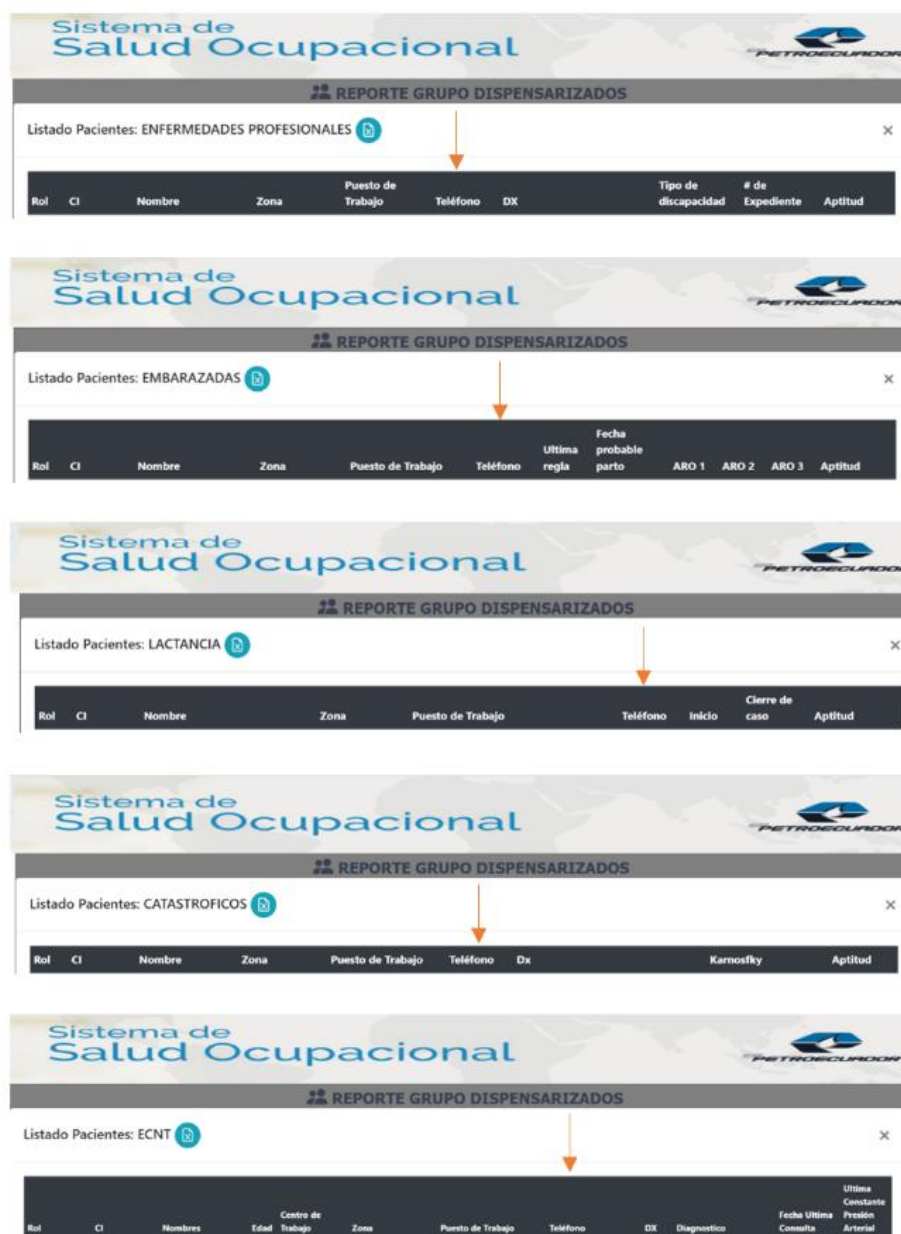 Sistema de
Salud Ocupacional
PETROECUADOR
REPORTE GRUPO DISPENSARIZADOS
Listado Pacientes: ENFERMEDADES PROFESIONALES
Rol CI Nombre Zona Puesto de Trabajo Teléfono DX Tipo de discapacidad # de Expediente Aptitud
Sistema de
Salud Ocupacional
PETROECUADOR
REPORTE GRUPO DISPENSARIZADOS
Listado Pacientes: EMBARAZADAS
Rol CI Nombre Zona Puesto de Trabajo Teléfono Ultima regla Fecha probable parto ARO 1 ARO 2 ARO 3 Aptitud
Sistema de
Salud Ocupacional
PETROECUADOR
REPORTE GRUPO DISPENSARIZADOS
Listado Pacientes: LACTANCIA
Rol CI Nombre Zona Puesto de Trabajo Teléfono Inicio Cierre de caso Aptitud
Sistema de
Salud Ocupacional
PETROECUADOR
REPORTE GRUPO DISPENSARIZADOS
Listado Pacientes: CATASTROFICOS
Rol CI Nombre Zona Puesto de Trabajo Teléfono Dx Karnosfky Aptitud
Sistema de
Salud Ocupacional
PETROECUADOR
REPORTE GRUPO DISPENSARIZADOS
Listado Pacientes: ECNT
Rol CI Nombres Edad Centro de Trabajo Zona Puesto de Trabajo Teléfono DX Diagnostico Fecha Ultima Consulta Ultima Constante Presión Arterial